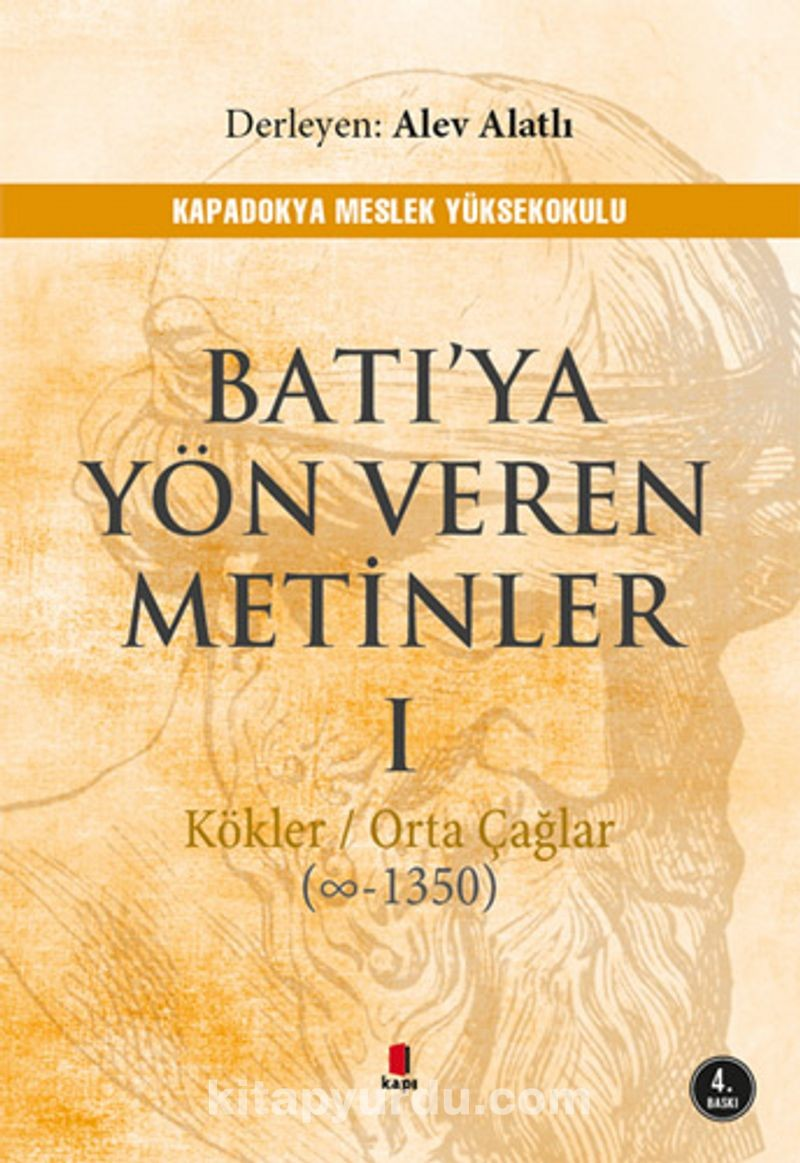 Derleyen: Alev Alatlı
KAPADOKYA MESLEK YÜKSEKOKULU
BATI'YA
YÖN VEREN
METİNLER
I
Kökler / Orta Çağlar
(∞-1350)
kapı
kitapyurdu.com
4.
BASKI